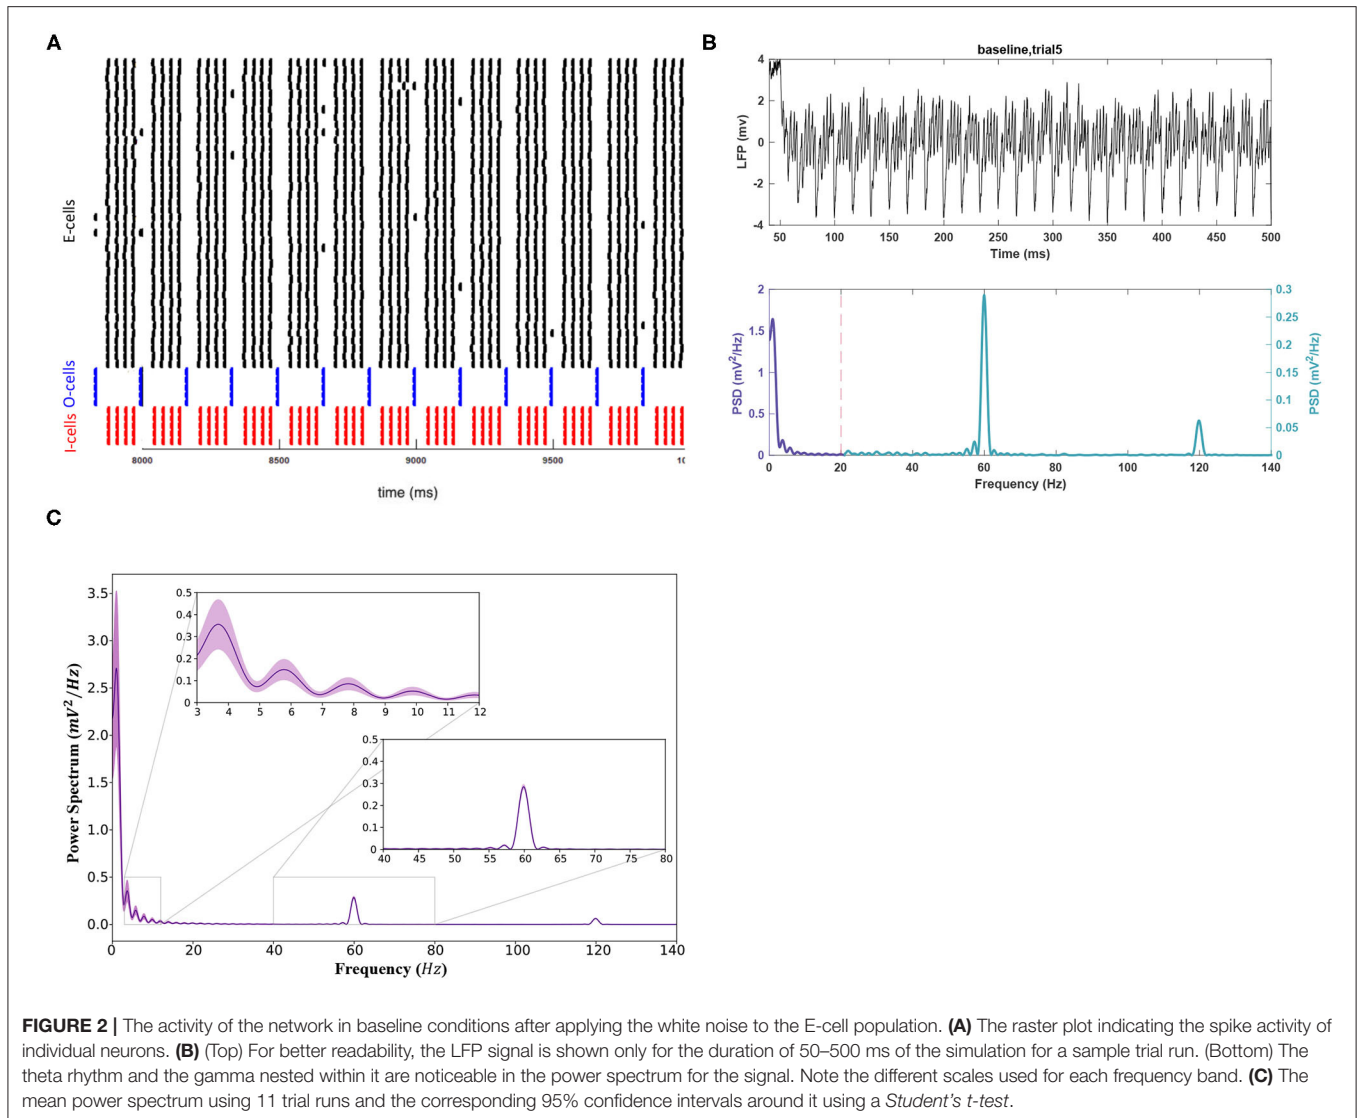 A
E-cells
O-cells
I-cells
8000 8500 9000 9500 10
time (ms)
B
baseline,trial5
4
2
0
-2
-4
LFP (mv)
50 100 150 200 250 300 350 400 450 500
Time (ms)
2
1.5
1
0.5
0
PSD (mV²/Hz)
0.3
0.25
0.2
0.15
0.1
0.05
0
PSD (mV²/Hz)
0 20 40 60 80 100 120 140
Frequency (Hz)
C
3.5
3.0
2.5
2.0
1.5
1.0
0.5
0.0
Power Spectrum (mV²/Hz)
0.5
0.4
0.3
0.2
0.1
0
3 4 5 6 7 8 9 10 11 12
0.5
0.4
0.3
0.2
0.1
0
40 45 50 55 60 65 70 75 80
0 20 40 60 80 100 120 140
Frequency (Hz)
FIGURE 2 | The activity of the network in baseline conditions after applying the white noise to the E-cell population. (A) The raster plot indicating the spike activity of
individual neurons. (B) (Top) For better readability, the LFP signal is shown only for the duration of 50–500 ms of the simulation for a sample trial run. (Bottom) The
theta rhythm and the gamma nested within it are noticeable in the power spectrum for the signal. Note the different scales used for each frequency band. (C) The
mean power spectrum using 11 trial runs and the corresponding 95% confidence intervals around it using a Student's t-test.